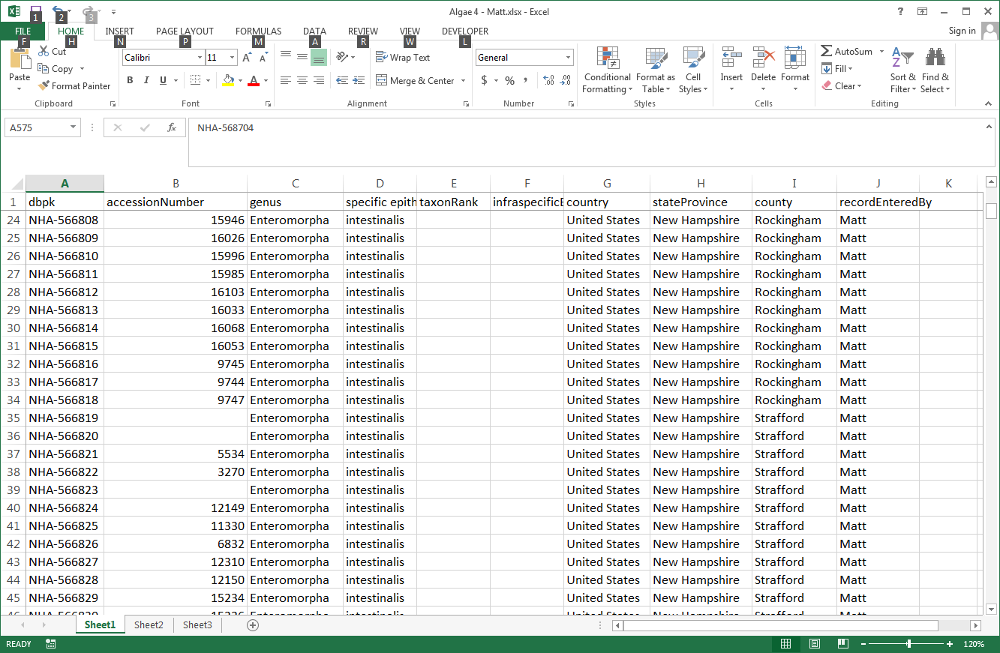 Algae 4 - Matt.xlsx - Excel
1 2 3
FILE HOME INSERT PAGE LAYOUT FORMULAS DATA REVIEW VIEW DEVELOPER Sign in
F H N P M A R W L
Paste
Cut
Copy
Format Painter
Clipboard
Calibri 11
B I U
Font
Wrap Text
Merge & Center
Alignment
General
$ % ,
Number
Conditional Formatting
Format as Table
Cell Styles
Styles
Insert Delete Format
Cells
AutoSum
Fill
Clear
Sort & Filter
Find & Select
Editing
A575 fx NHA-568704
A B C D E F G H I J K
1 dbpk accessionNumber genus specific epith taxonRank infraspecificE country stateProvince county recordEnteredBy
24 NHA-566808 15946 Enteromorpha intestinalis United States New Hampshire Rockingham Matt
25 NHA-566809 16026 Enteromorpha intestinalis United States New Hampshire Rockingham Matt
26 NHA-566810 15996 Enteromorpha intestinalis United States New Hampshire Rockingham Matt
27 NHA-566811 15985 Enteromorpha intestinalis United States New Hampshire Rockingham Matt
28 NHA-566812 16103 Enteromorpha intestinalis United States New Hampshire Rockingham Matt
29 NHA-566813 16033 Enteromorpha intestinalis United States New Hampshire Rockingham Matt
30 NHA-566814 16068 Enteromorpha intestinalis United States New Hampshire Rockingham Matt
31 NHA-566815 16053 Enteromorpha intestinalis United States New Hampshire Rockingham Matt
32 NHA-566816 9745 Enteromorpha intestinalis United States New Hampshire Rockingham Matt
33 NHA-566817 9744 Enteromorpha intestinalis United States New Hampshire Rockingham Matt
34 NHA-566818 9747 Enteromorpha intestinalis United States New Hampshire Rockingham Matt
35 NHA-566819 Enteromorpha intestinalis United States New Hampshire Strafford Matt
36 NHA-566820 Enteromorpha intestinalis United States New Hampshire Strafford Matt
37 NHA-566821 5534 Enteromorpha intestinalis United States New Hampshire Strafford Matt
38 NHA-566822 3270 Enteromorpha intestinalis United States New Hampshire Strafford Matt
39 NHA-566823 Enteromorpha intestinalis United States New Hampshire Strafford Matt
40 NHA-566824 12149 Enteromorpha intestinalis United States New Hampshire Strafford Matt
41 NHA-566825 11330 Enteromorpha intestinalis United States New Hampshire Strafford Matt
42 NHA-566826 6832 Enteromorpha intestinalis United States New Hampshire Strafford Matt
43 NHA-566827 12310 Enteromorpha intestinalis United States New Hampshire Strafford Matt
44 NHA-566828 12150 Enteromorpha intestinalis United States New Hampshire Strafford Matt
45 NHA-566829 15234 Enteromorpha intestinalis United States New Hampshire Strafford Matt
Sheet1 Sheet2 Sheet3
READY 120%